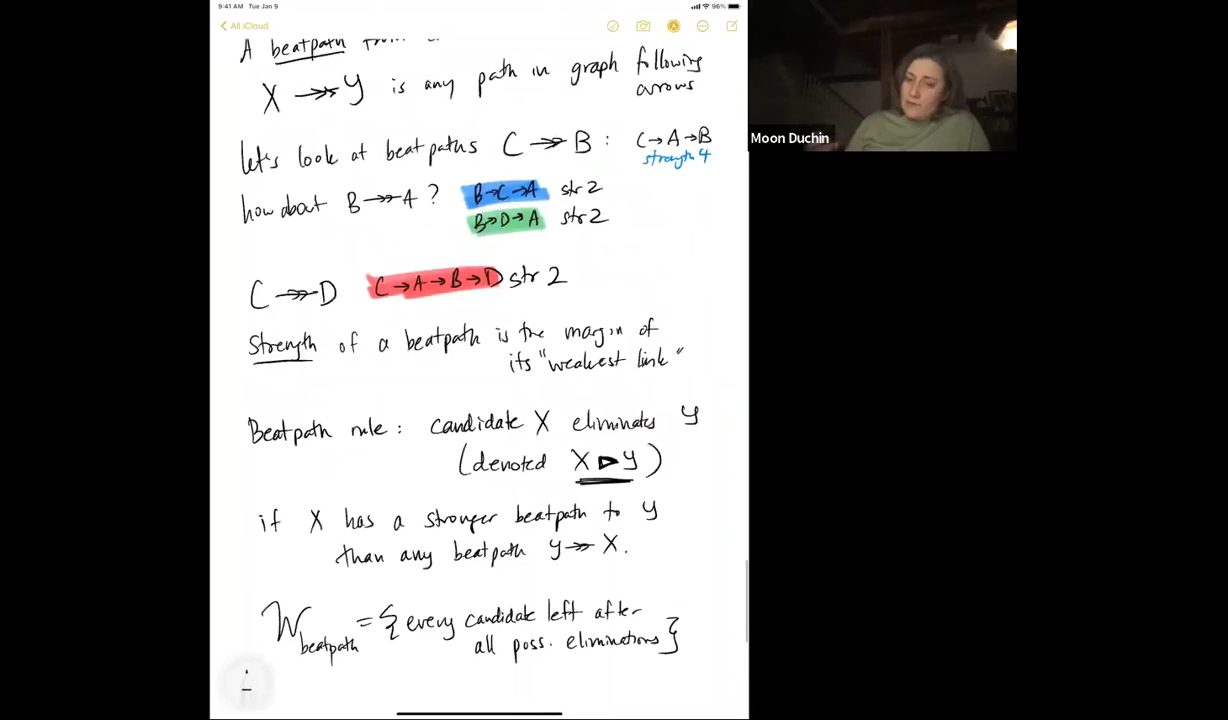 9:41 AM Tue Jan 9
96%
All iCloud
A beatpath
X ↠ Y is any path in graph following arrows
let's look at beatpaths C ↠ B : C→A→B
strength 4
how about B ↠ A ? B→C→A str 2
B→D→A str 2
C ↠ D C→A→B→D str 2
Strength of a beatpath is the margin of
its "weakest link"
Beatpath rule : candidate X eliminates Y
(denoted X ▷ Y )
if X has a stronger beatpath to Y
than any beatpath Y ↠ X.
W beatpath = { every candidate left after
all poss. eliminations }
Moon Duchin